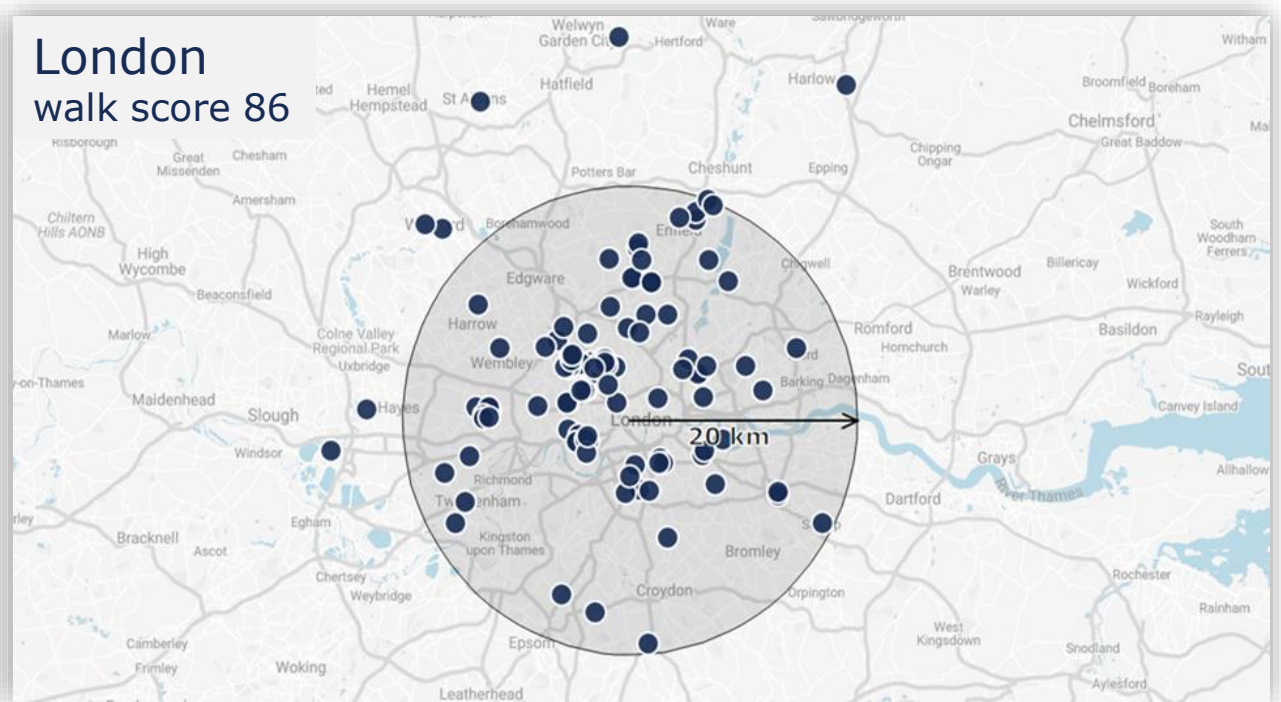 London
walk score 86
Welwyn
Garden City
Hertford
Ware
Sawbridgeworth
Witham
Hatfield
Hemel
Hempstead
St Albans
Harlow
Broomfield
Boreham
Chelmsford
Great Baddow
Risborough
Great
Missenden
Chesham
Potters Bar
Cheshunt
Epping
Chipping
Ongar
Amersham
Chiltern
Hills AONB
Borehamwood
Enfield
South
Woodham
Ferrers
High
Wycombe
Edgware
Chigwell
Brentwood
Warley
Billericay
Wickford
Beaconsfield
Marlow
Colne Valley
Regional Park
Uxbridge
Harrow
Wembley
Romford
Hornchurch
Basildon
Rayleigh
-on-Thames
Maidenhead
Slough
Hayes
Barking
Dagenham
Canvey Island
London
20 km
Windsor
Richmond
Grays
River Thames
Allhallow
Twickenham
Dartford
Egham
Bracknell
Ascot
Kingston
upon Thames
Bromley
Chertsey
Weybridge
Croydon
Orpington
Rochester
Rainham
Camberley
Frimley
Woking
Epsom
West
Kingsdown
Snodland
Aylesford
Leatherhead